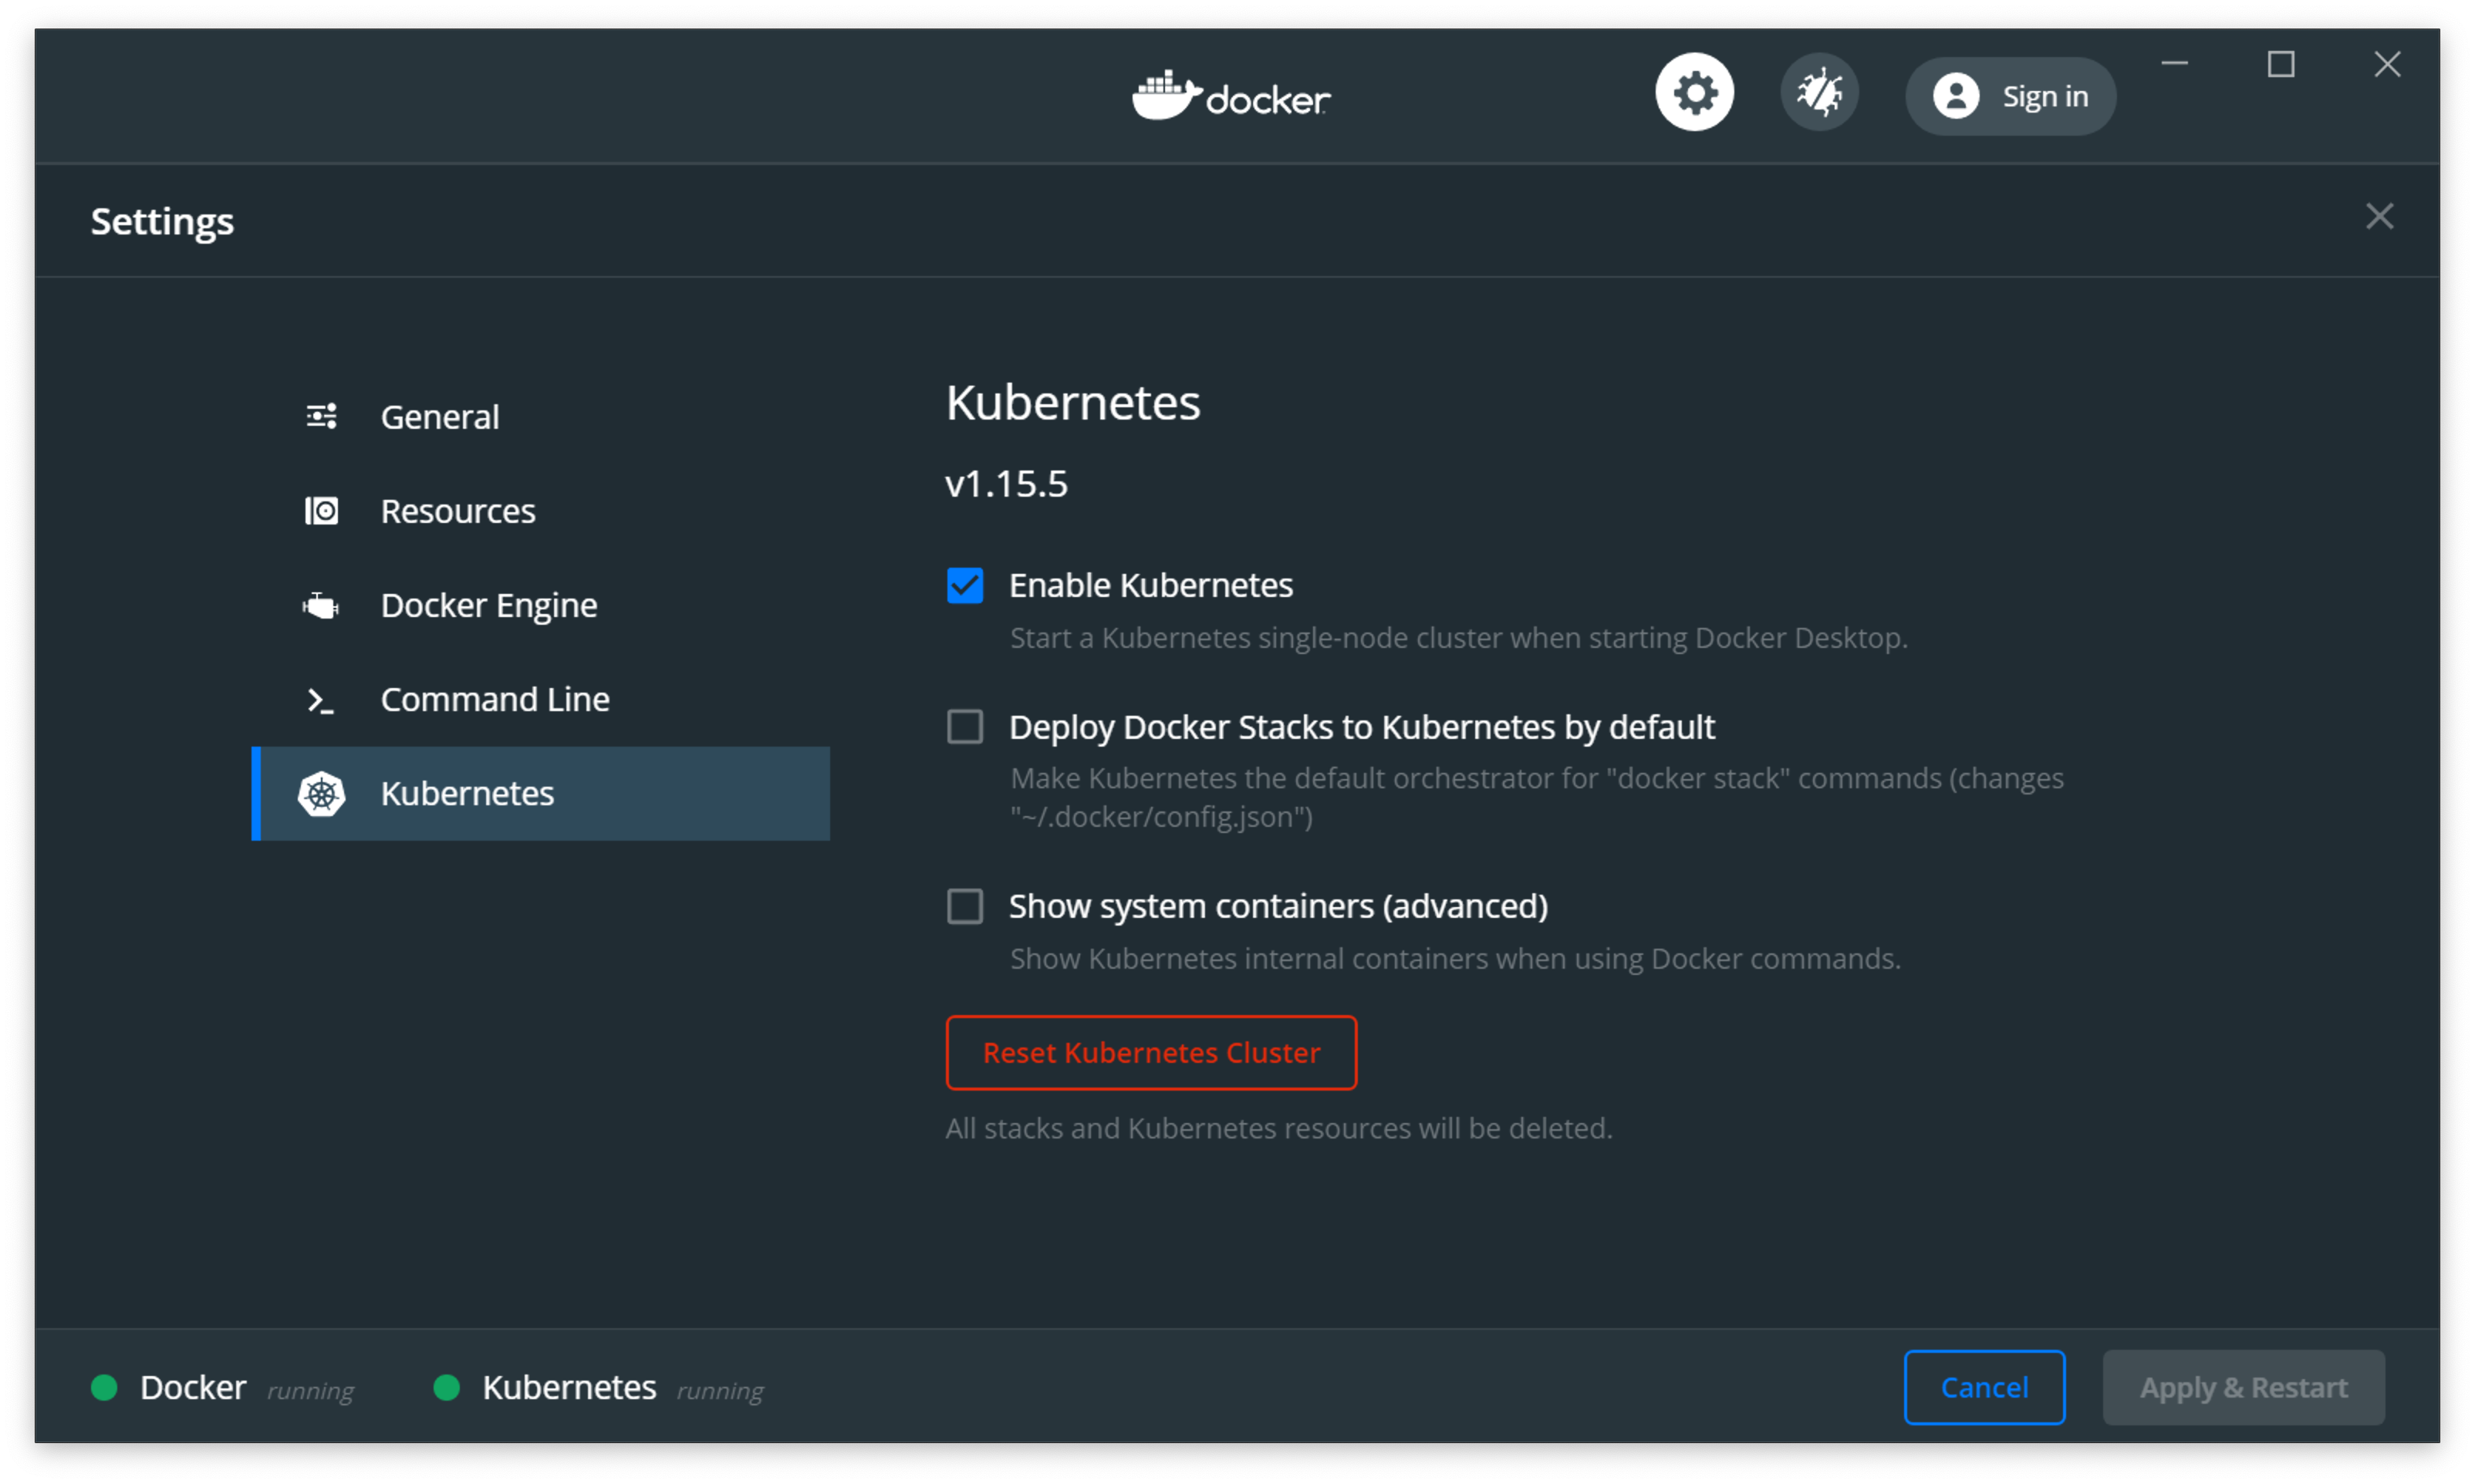 docker
Sign in
Settings
General
Resources
Docker Engine
Command Line
Kubernetes
Kubernetes
v1.15.5
Enable Kubernetes
Start a Kubernetes single-node cluster when starting Docker Desktop.
Deploy Docker Stacks to Kubernetes by default
Make Kubernetes the default orchestrator for "docker stack" commands (changes
"~/.docker/config.json")
Show system containers (advanced)
Show Kubernetes internal containers when using Docker commands.
Reset Kubernetes Cluster
All stacks and Kubernetes resources will be deleted.
Docker running Kubernetes running
Cancel Apply & Restart